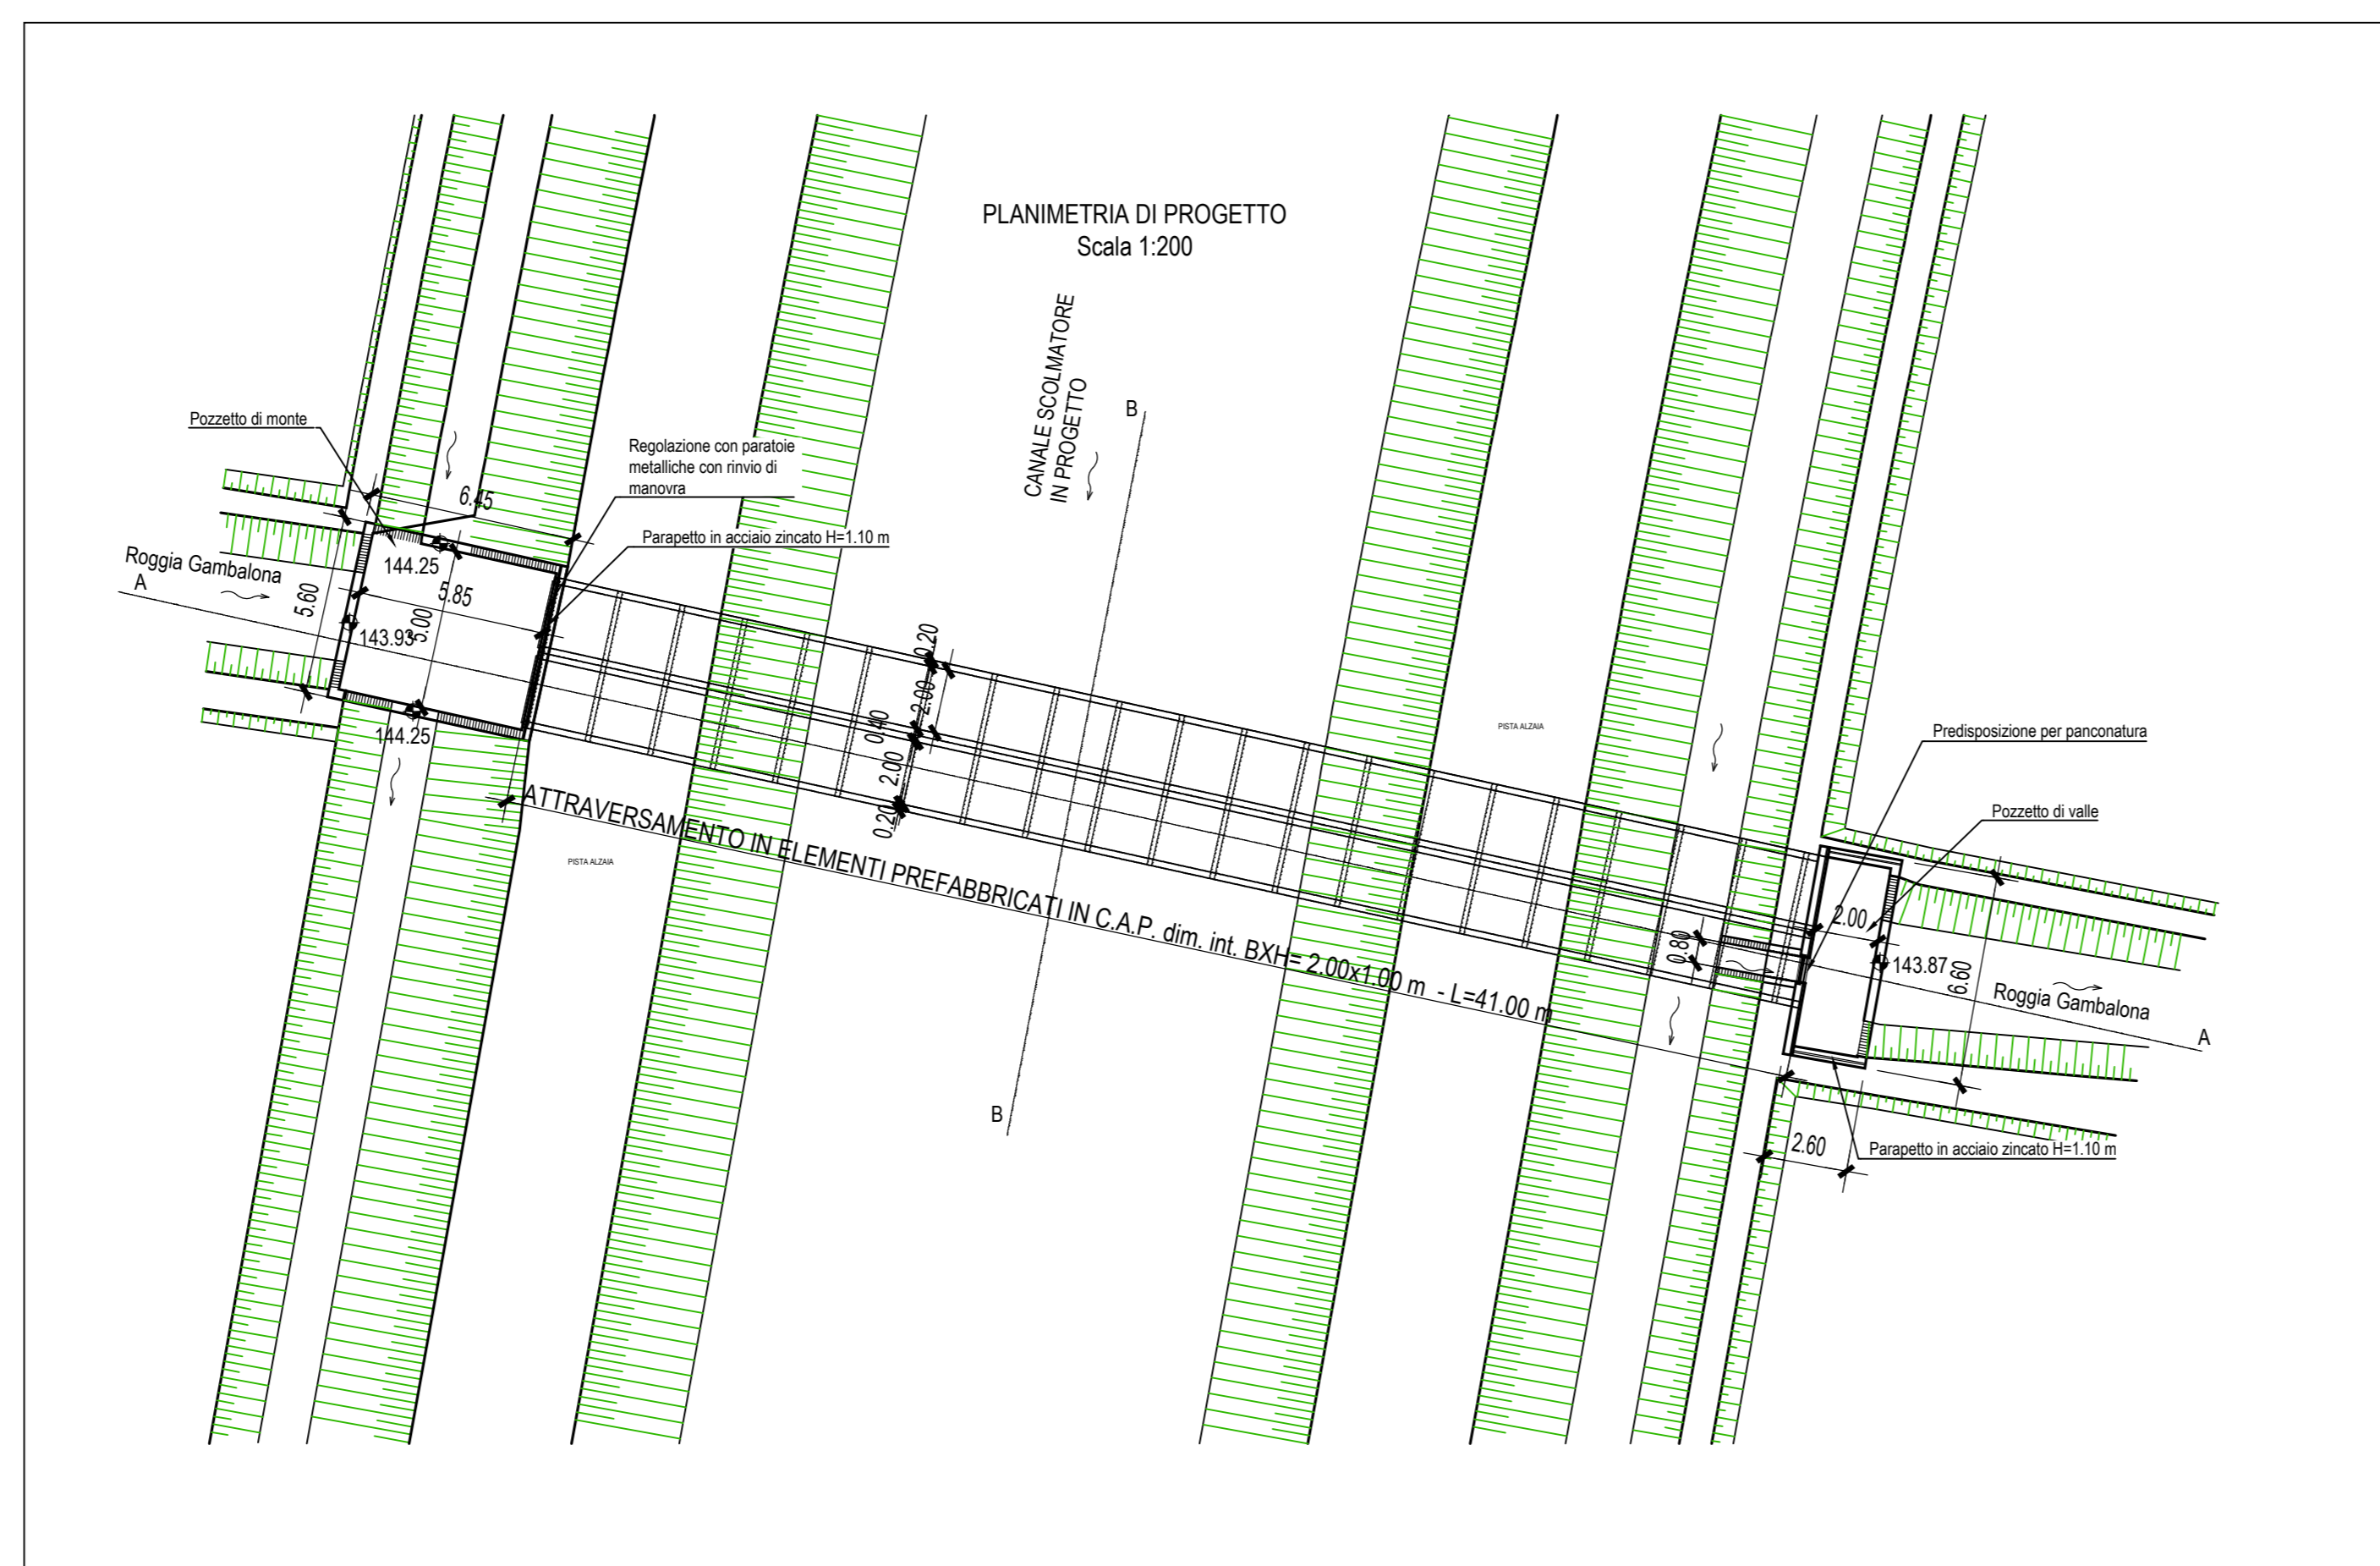 PLANIMETRIA DI PROGETTO
Scala 1:200
CANALE SCOLMATORE
IN PROGETTO
B
Pozzetto di monte
Regolazione con paratoie
metalliche con rinvio di
manovra
6.45
Parapetto in acciaio zincato H=1.10 m
Roggia Gambalona
A
144.25
5.85
5.60
5.00
143.93
144.25
0.20
2.00
0.40
2.00
0.20
PISTA ALZAIA
PISTA ALZAIA
ATTRAVERSAMENTO IN ELEMENTI PREFABBRICATI IN C.A.P. dim. int. BXH= 2.00x1.00 m - L=41.00 m
Predisposizione per panconatura
Pozzetto di valle
2.00
0.80
143.87
6.60
Roggia Gambalona
A
B
2.60
Parapetto in acciaio zincato H=1.10 m